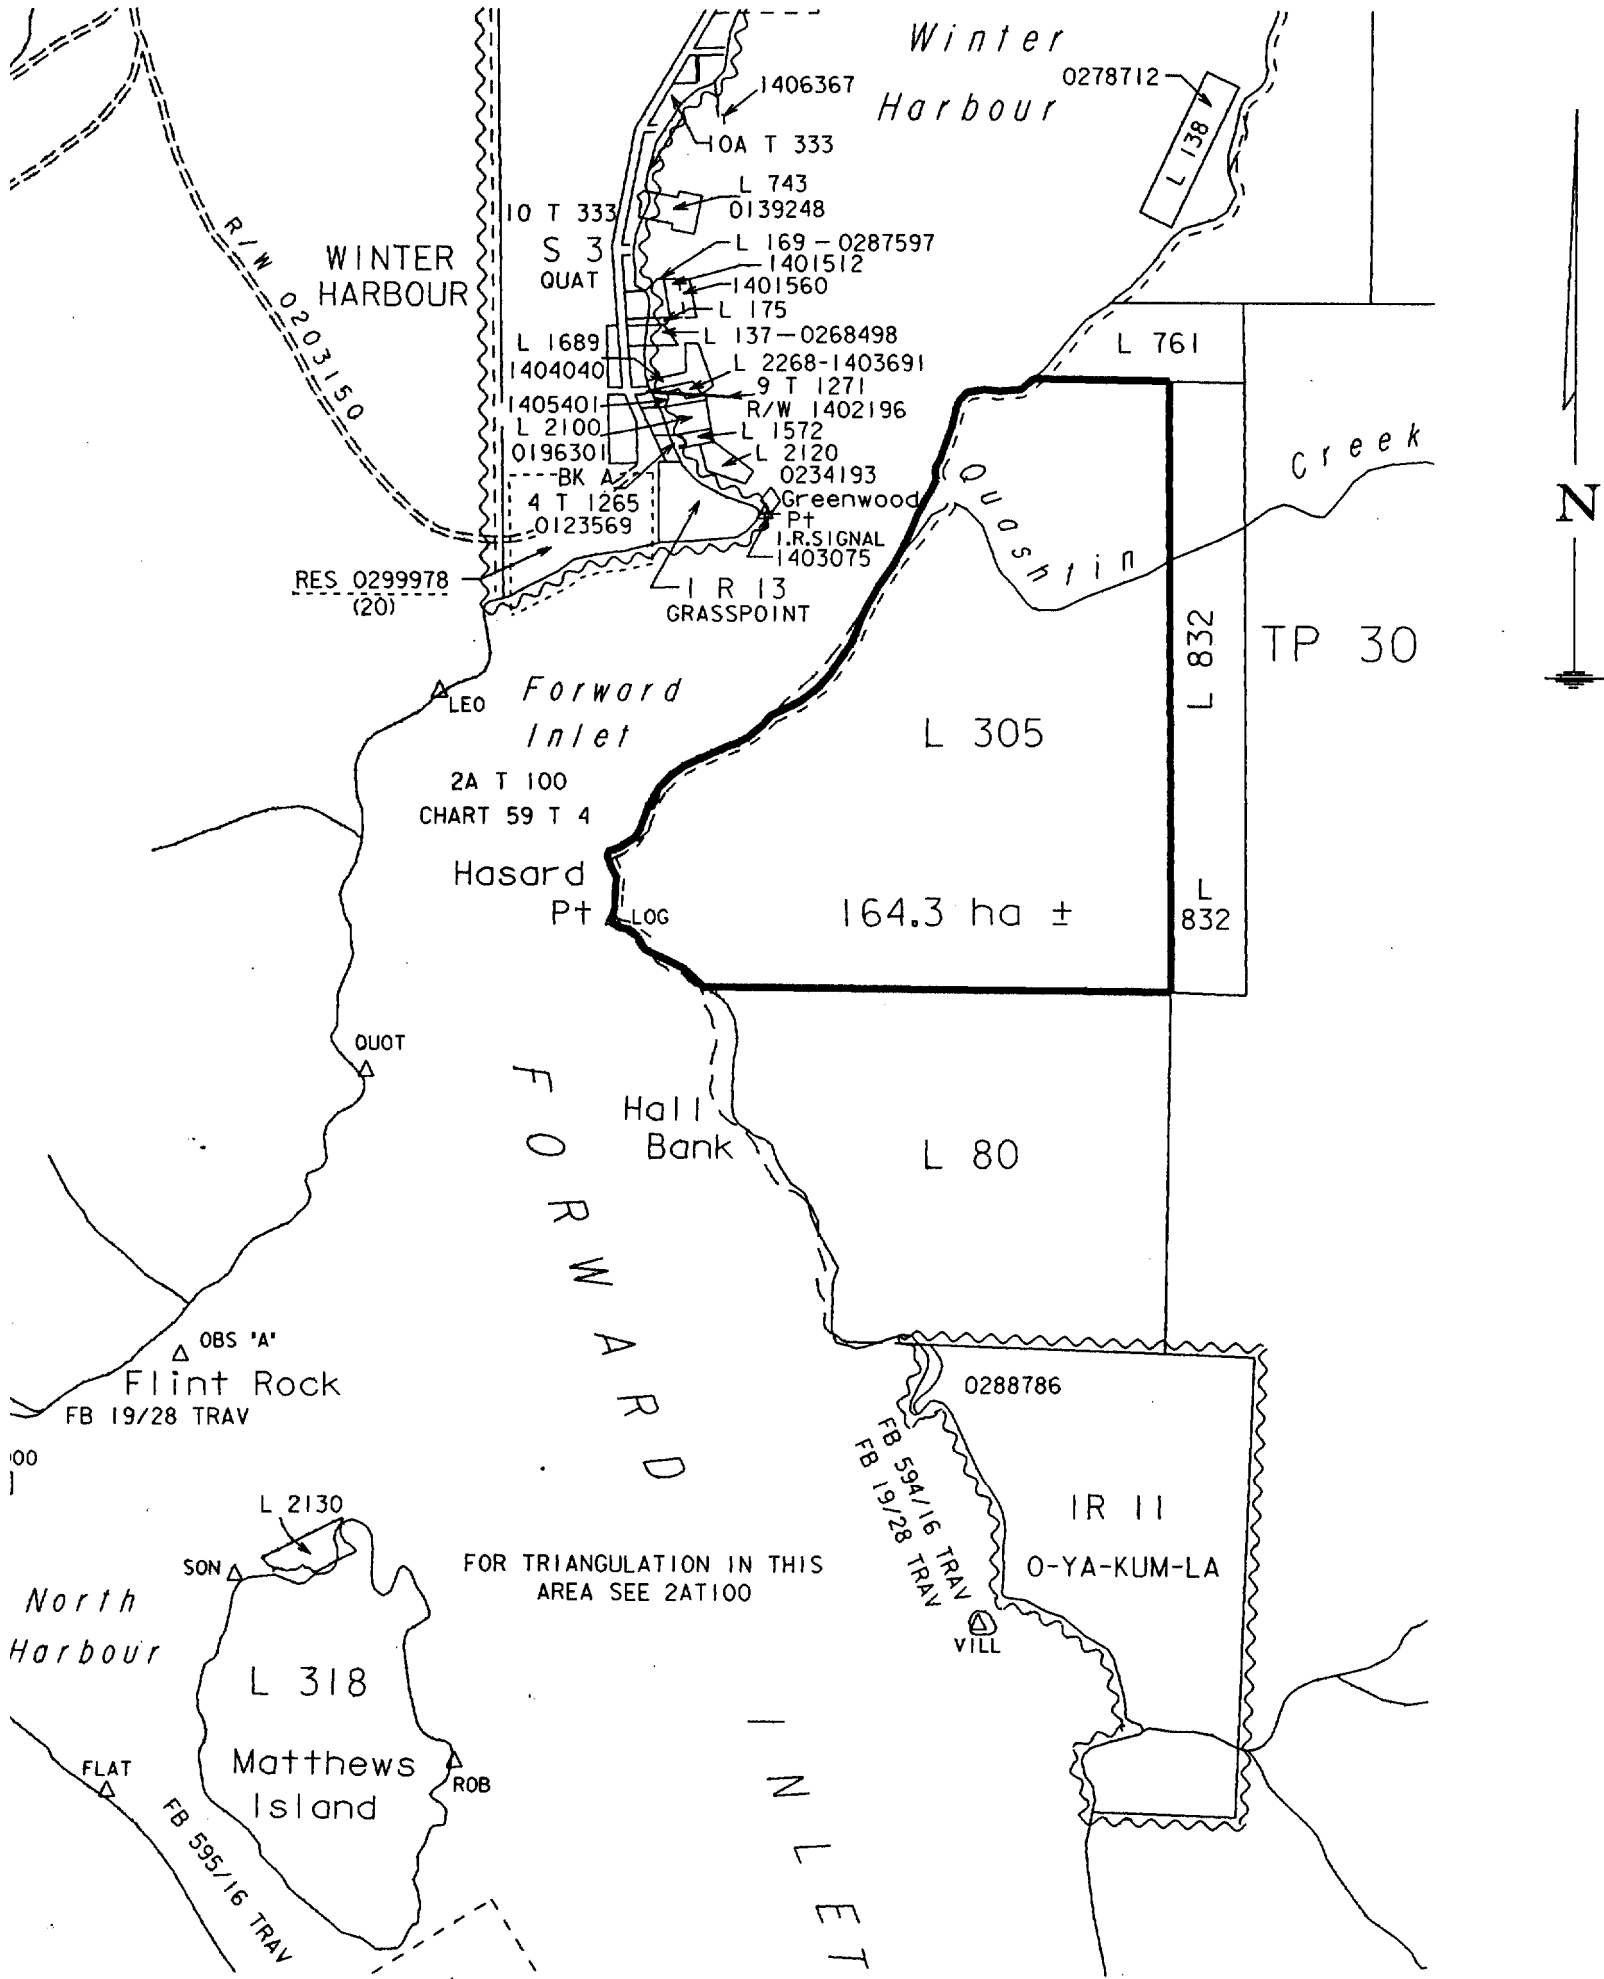 Winter
Harbour
0278712
L 138
1406367
10A T 333
L 743
0139248
10 T 333
S 3
QUAT
R/W 0203150
WINTER
HARBOUR
L 169 - 0287597
1401512
1401560
L 175
L 137-0268498
L 1689
1404040
L 2268-1403691
9 T 1271
1405401
R/W 1402196
L 2100
0196301
L 1572
L 2120
0234193
BK A
4 T 1265
0123569
Greenwood
Pt
I.R.SIGNAL
1403075
RES 0299978
(20)
I R 13
GRASSPOINT
L 761
Quashtin Creek
N
L 832
TP 30
LEO
Forward
Inlet
2A T 100
CHART 59 T 4
L 305
Hasard
Pt
LOG
164.3 ha ±
L
832
QUOT
Hall
Bank
L 80
FORWARD INLET
OBS "A"
Flint Rock
FB 19/28 TRAV
0288786
FB 594/16 TRAV
FB 19/28 TRAV
00
L 2130
SON
IR 11
O-YA-KUM-LA
FOR TRIANGULATION IN THIS
AREA SEE 2AT100
North
Harbour
VILL
L 318
Matthews
Island
ROB
FLAT
FB 595/16 TRAV